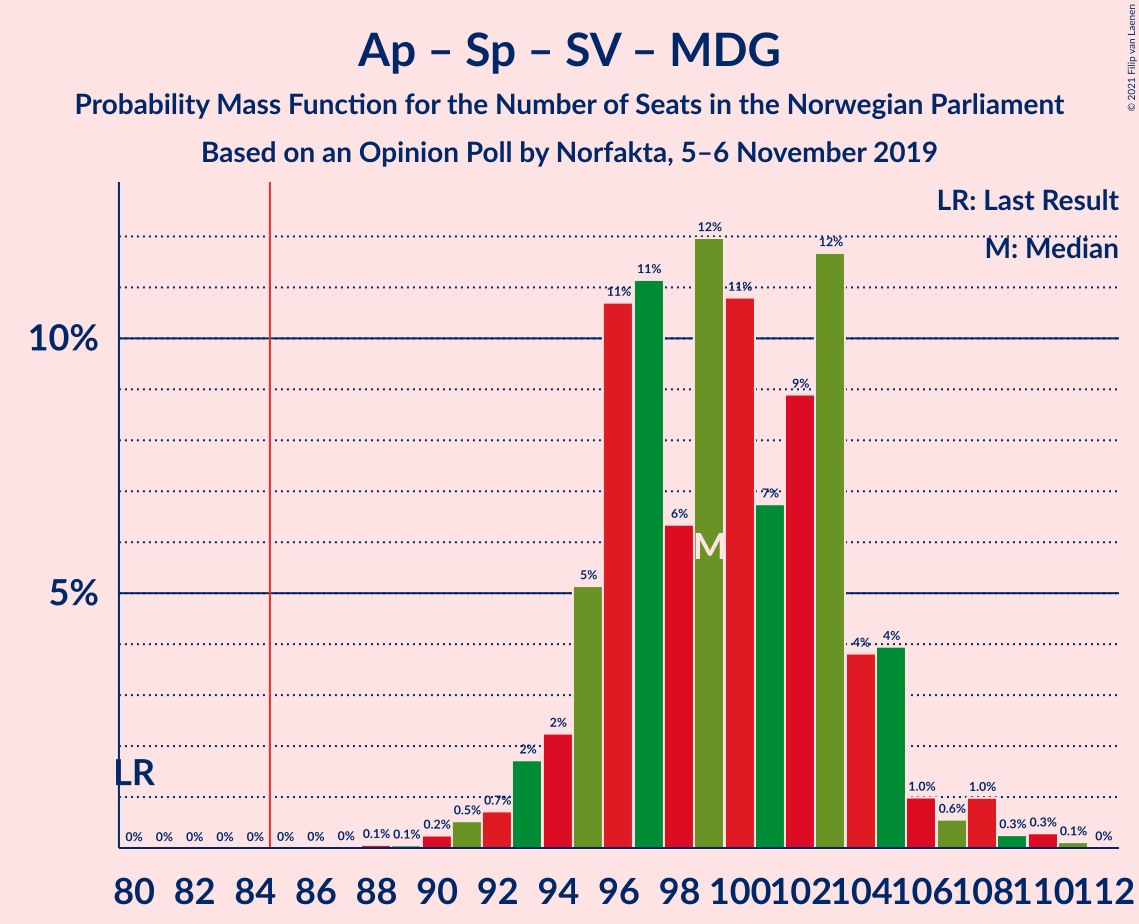 Ap – Sp – SV – MDG
Probability Mass Function for the Number of Seats in the Norwegian Parliament
Based on an Opinion Poll by Norfakta, 5–6 November 2019
© 2021 Filip van Laenen
LR: Last Result
M: Median
10%
5%
LR
M
0% 0% 0% 0% 0% 0% 0% 0% 0.1% 0.1% 0.2% 0.5% 0.7% 2% 2% 5% 11% 11% 6% 12% 11% 7% 9% 12% 4% 4% 1.0% 0.6% 1.0% 0.3% 0.3% 0.1% 0%
80 82 84 86 88 90 92 94 96 98 100 102 104 106 108 110 112